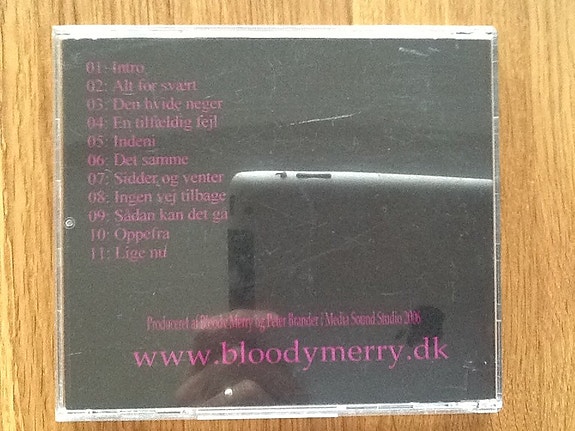 01: Intro
02: Alt for svært
03: Den hvide neger
04: En tilfældig fejl
05: Indeni
06: Det samme
07: Sidder og venter
08: Ingen vej tilbage
09: Sådan kan det gå
10: Oppefra
11: Lige nu
Produceret af Bloody Merry og Peter Brander / Media Sound Studio 2006
www.bloodymerry.dk